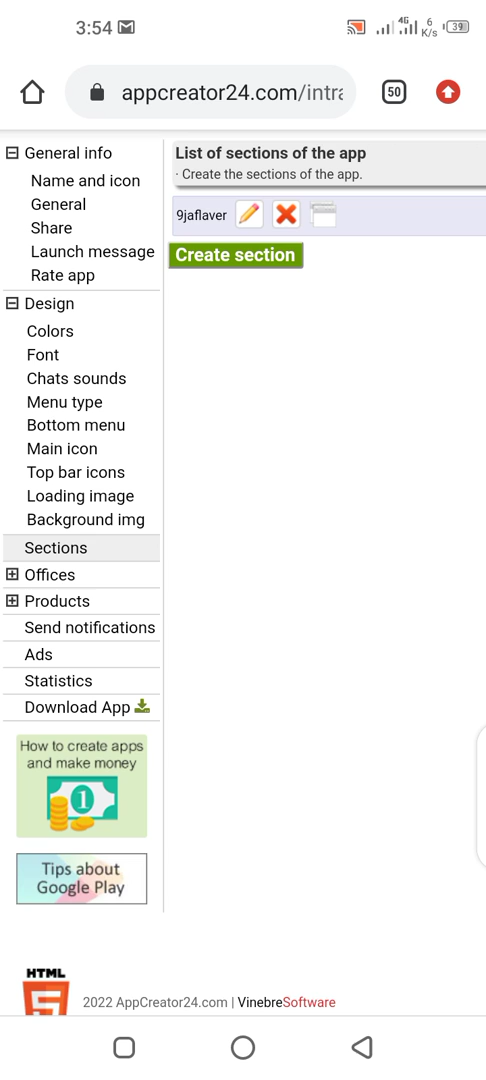 3:54
4G
6
K/s
39
appcreator24.com/intra
50
General info
Name and icon
General
Share
Launch message
Rate app
Design
Colors
Font
Chats sounds
Menu type
Bottom menu
Main icon
Top bar icons
Loading image
Background img
Sections
Offices
Products
Send notifications
Ads
Statistics
Download App
How to create apps
and make money
1
Tips about
Google Play
List of sections of the app
· Create the sections of the app.
9jaflaver
Create section
HTML
5
2022 AppCreator24.com | VinebreSoftware